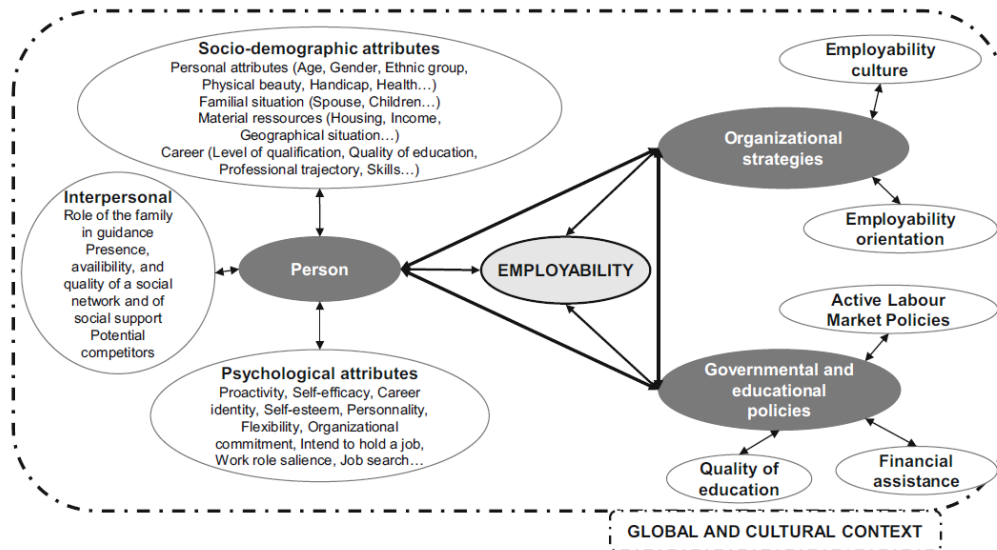 Socio-demographic attributes
Personal attributes (Age, Gender, Ethnic group,
Physical beauty, Handicap, Health...)
Familial situation (Spouse, Children...)
Material ressources (Housing, Income,
Geographical situation...)
Career (Level of qualification, Quality of education,
Professional trajectory, Skills...)
Interpersonal
Role of the family
in guidance
Presence,
availibility, and
quality of a social
network and of
social support
Potential
competitors
Person
Psychological attributes
Proactivity, Self-efficacy, Career
identity, Self-esteem, Personnality,
Flexibility, Organizational
commitment, Intend to hold a job,
Work role salience, Job search...
EMPLOYABILITY
Employability
culture
Organizational
strategies
Employability
orientation
Active Labour
Market Policies
Governmental and
educational
policies
Quality of
education
Financial
assistance
GLOBAL AND CULTURAL CONTEXT